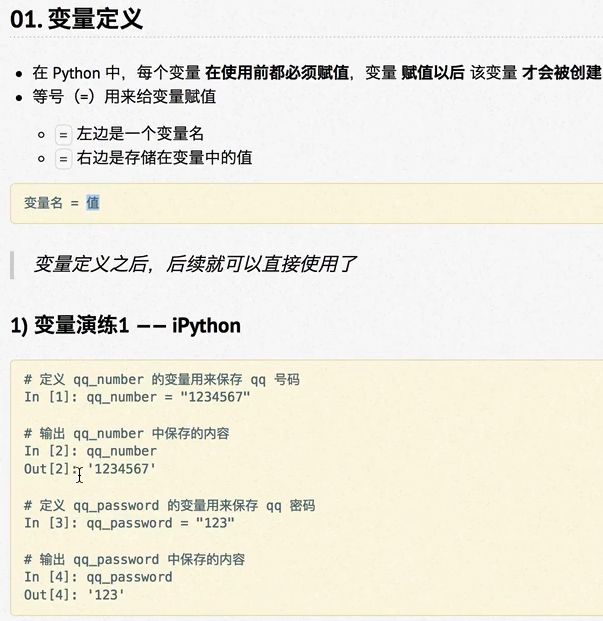 01. 变量定义
在 Python 中，每个变量 在使用前都必须赋值，变量 赋值以后 该变量 才会被创建
等号（=）用来给变量赋值
= 左边是一个变量名
= 右边是存储在变量中的值
变量名 = 值
变量定义之后，后续就可以直接使用了
1) 变量演练1 —— iPython
# 定义 qq_number 的变量用来保存 qq 号码
In [1]: qq_number = "1234567"
# 输出 qq_number 中保存的内容
In [2]: qq_number
Out[2]: '1234567'
# 定义 qq_password 的变量用来保存 qq 密码
In [3]: qq_password = "123"
# 输出 qq_password 中保存的内容
In [4]: qq_password
Out[4]: '123'